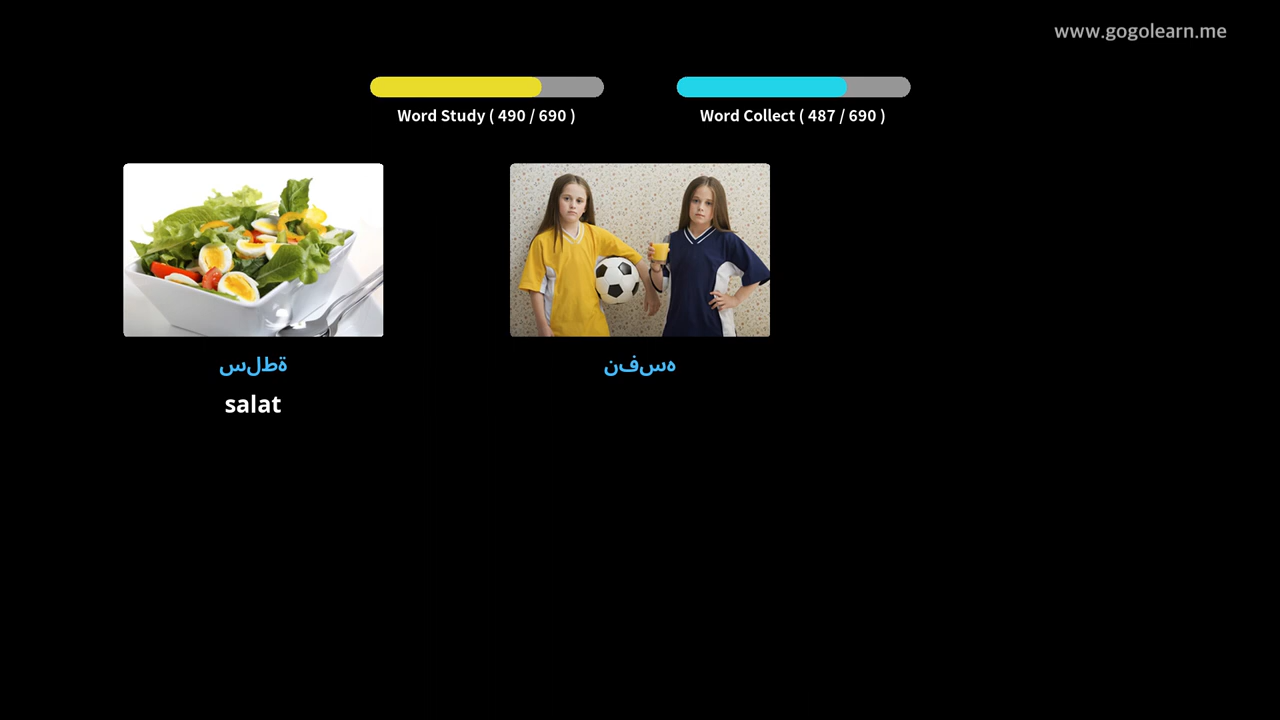 www.gogolearn.me
Word Study ( 490 / 690 )
Word Collect ( 487 / 690 )
ةطلس
salat
هسفن